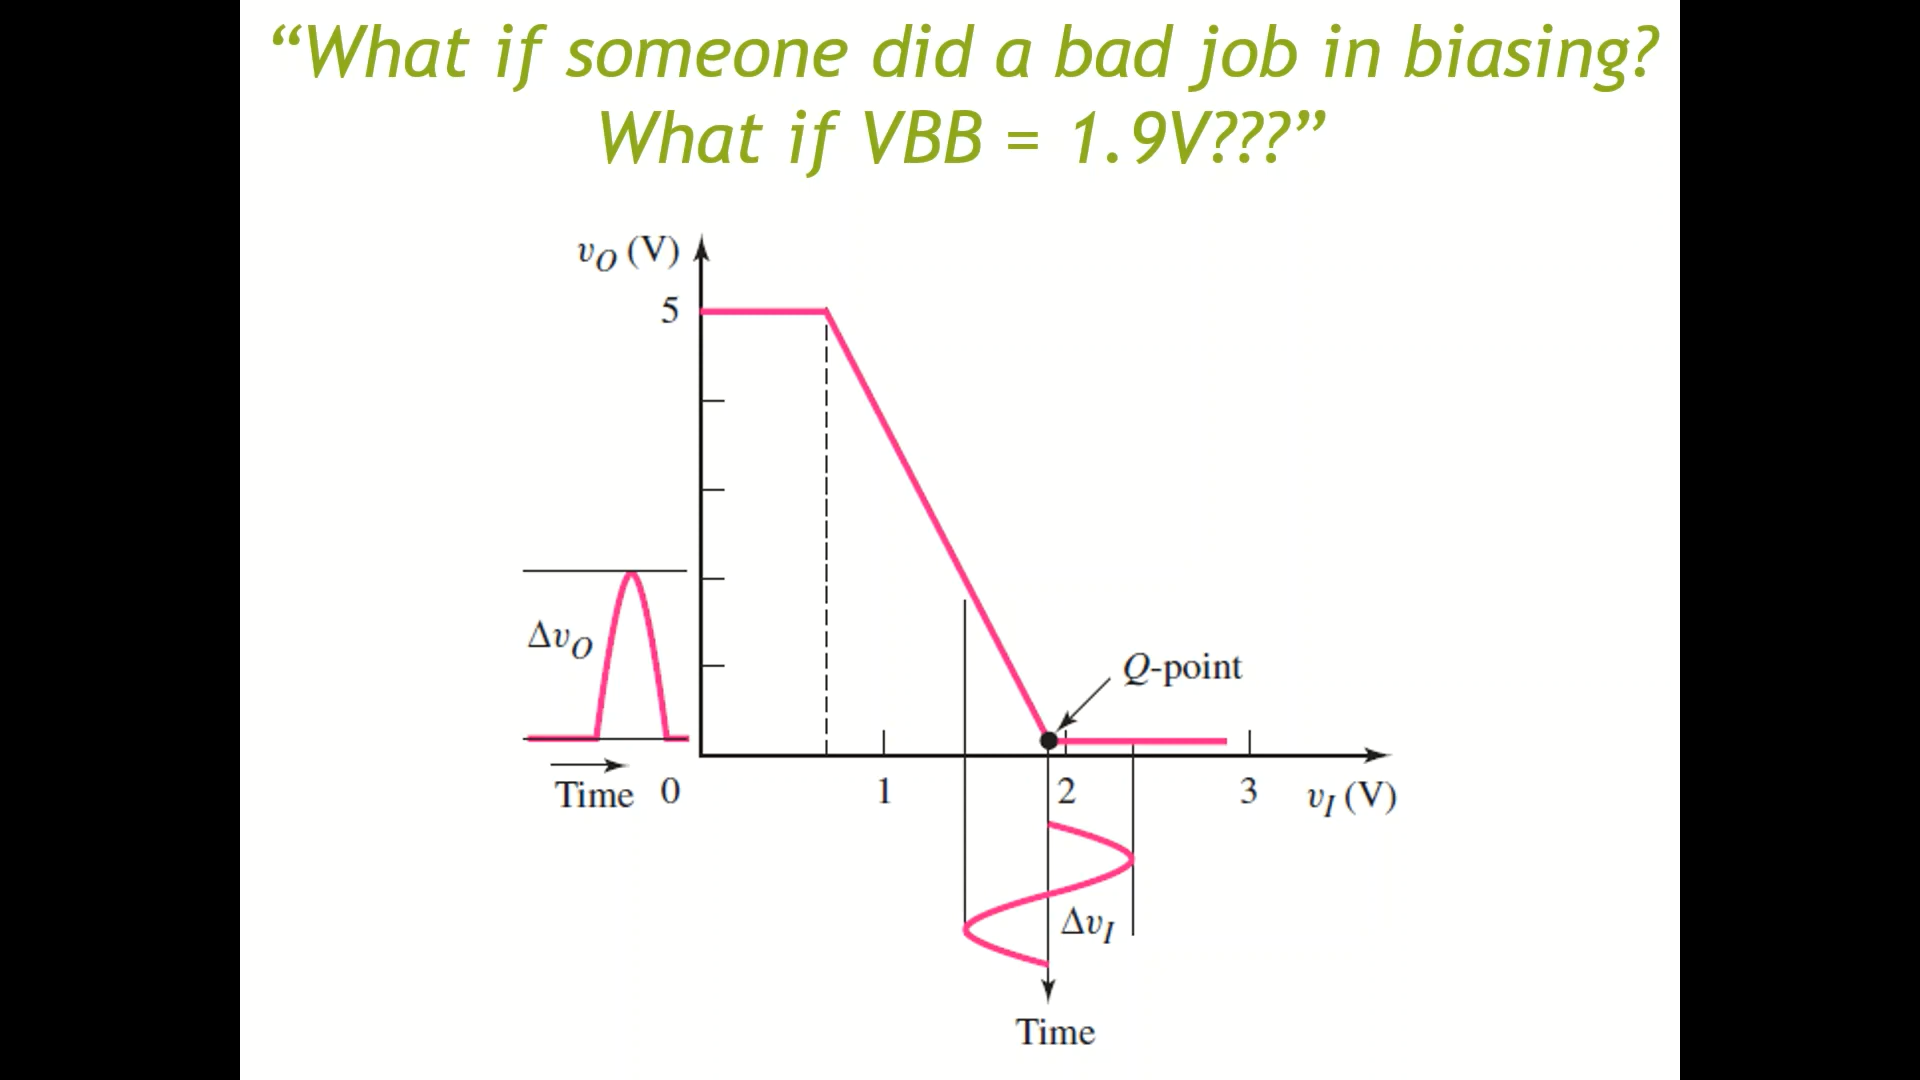 “What if someone did a bad job in biasing?
What if VBB = 1.9V???”
vO (V)
5
ΔvO
Q-point
Time
0
1
2
3
vI (V)
ΔvI
Time